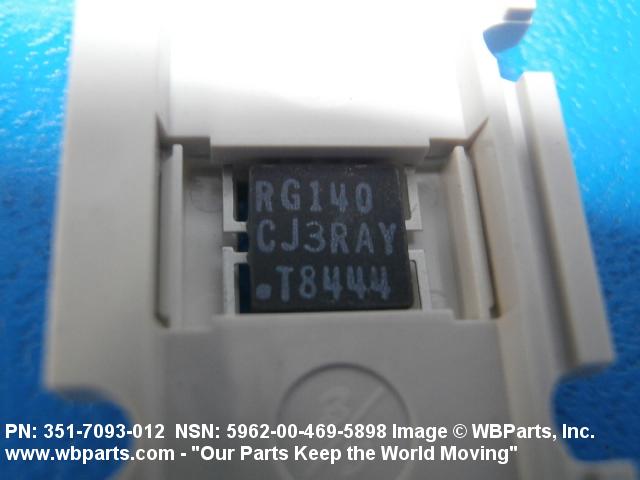 RG140
CJ3RAY
.T8444
PN: 351-7093-012 NSN: 5962-00-469-5898 Image © WBParts, Inc.
www.wbparts.com - "Our Parts Keep the World Moving"